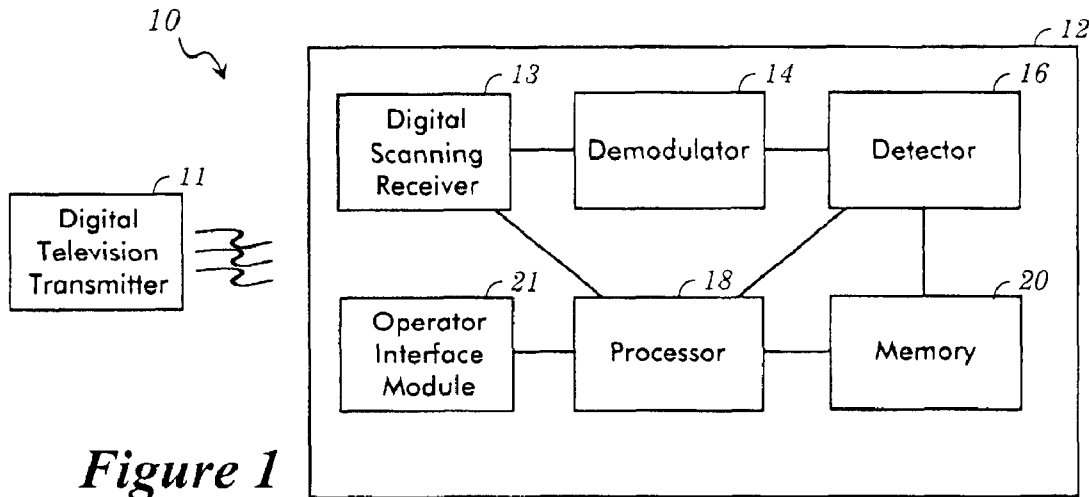 10
12
13
14
16
Digital
Scanning
Receiver
Demodulator
Detector
11
Digital
Television
Transmitter
21
18
20
Operator
Interface
Module
Processor
Memory
Figure 1